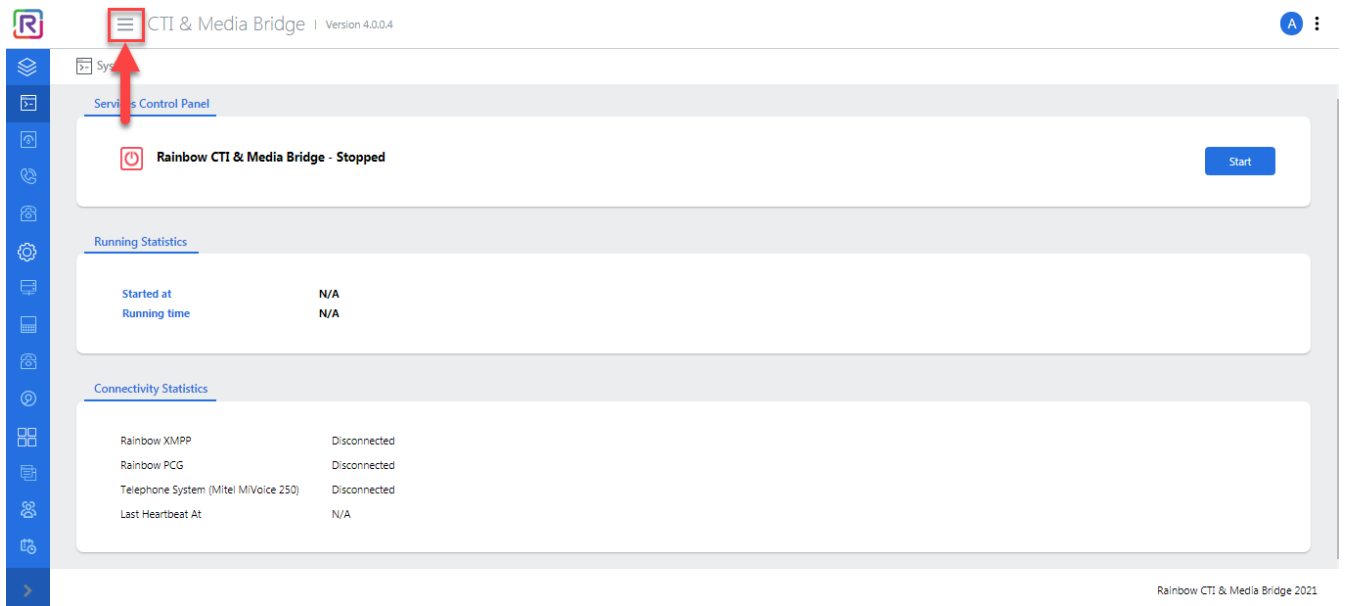 R
CTI & Media Bridge | Version 4.0.0.4
A
Services Control Panel
Rainbow CTI & Media Bridge - Stopped
Start
Running Statistics
Started at N/A
Running time N/A
Connectivity Statistics
Rainbow XMPP Disconnected
Rainbow PCG Disconnected
Telephone System (Mitel MiVoice 250) Disconnected
Last Heartbeat At N/A
Rainbow CTI & Media Bridge 2021